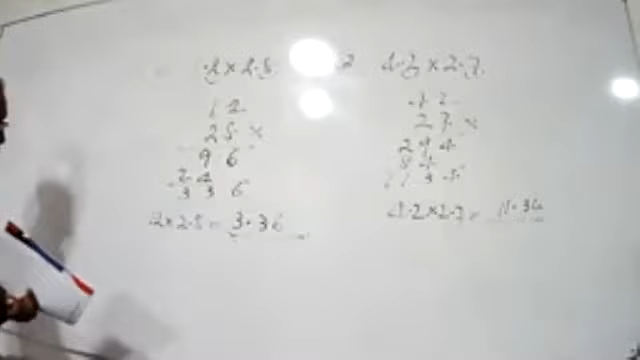 .2 × 2.8
1 2
2 8 ×
9 6
2 4
3 3 6
.2 × 2.8 = 3.36
2
4.2 × 2.7
4 2
2 7 ×
2 9 4
8 4
1 1 3 4
4.2 × 2.7 = 11.34